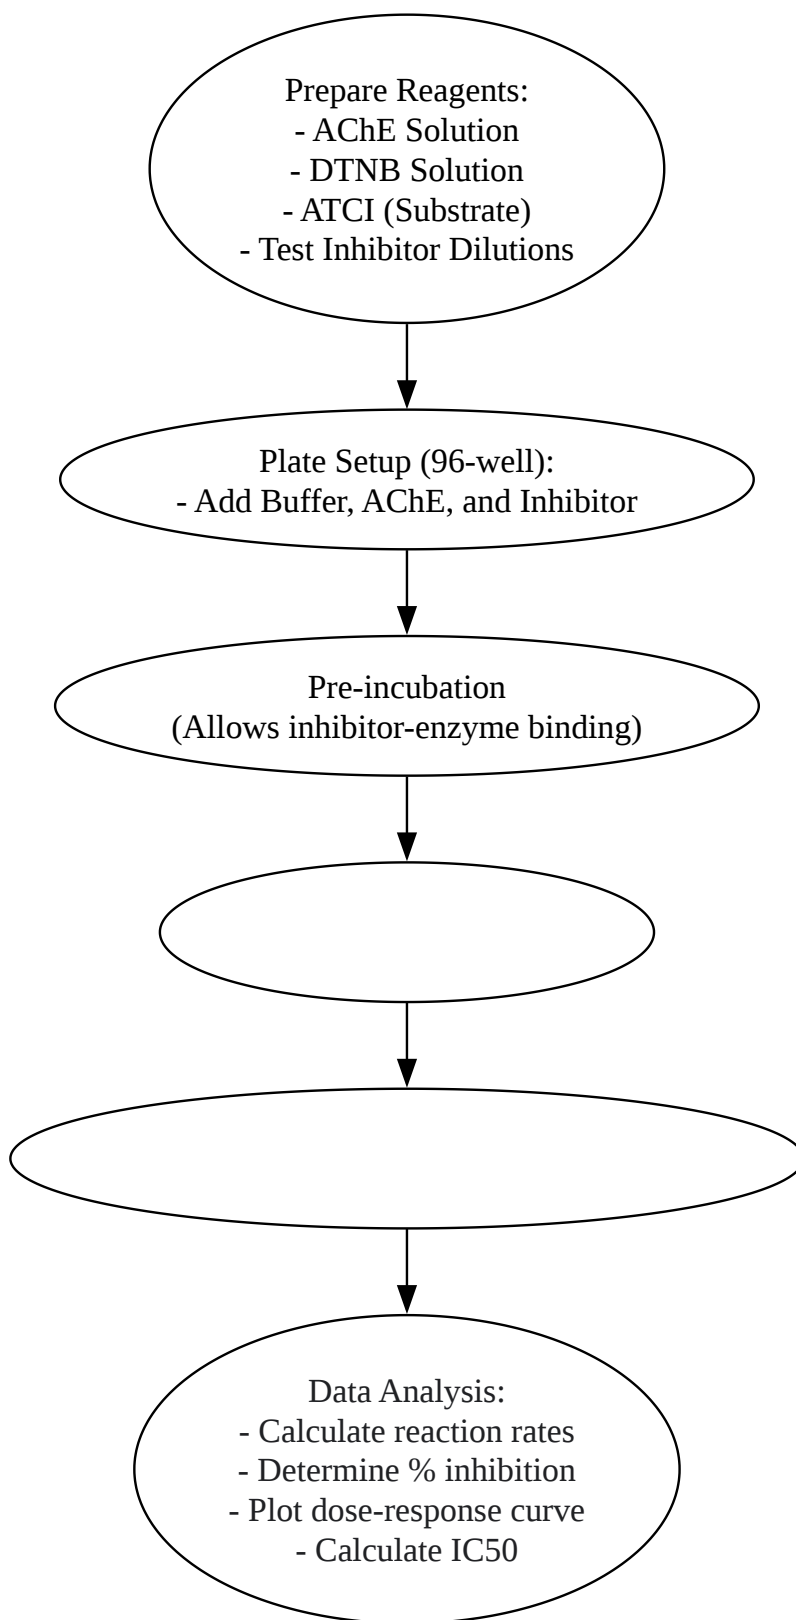 Prepare Reagents:
- AChE Solution
- DTNB Solution
- ATCI (Substrate)
- Test Inhibitor Dilutions
Plate Setup (96-well):
- Add Buffer, AChE, and Inhibitor
Pre-incubation
(Allows inhibitor-enzyme binding)
Data Analysis:
- Calculate reaction rates
- Determine % inhibition
- Plot dose-response curve
- Calculate IC50